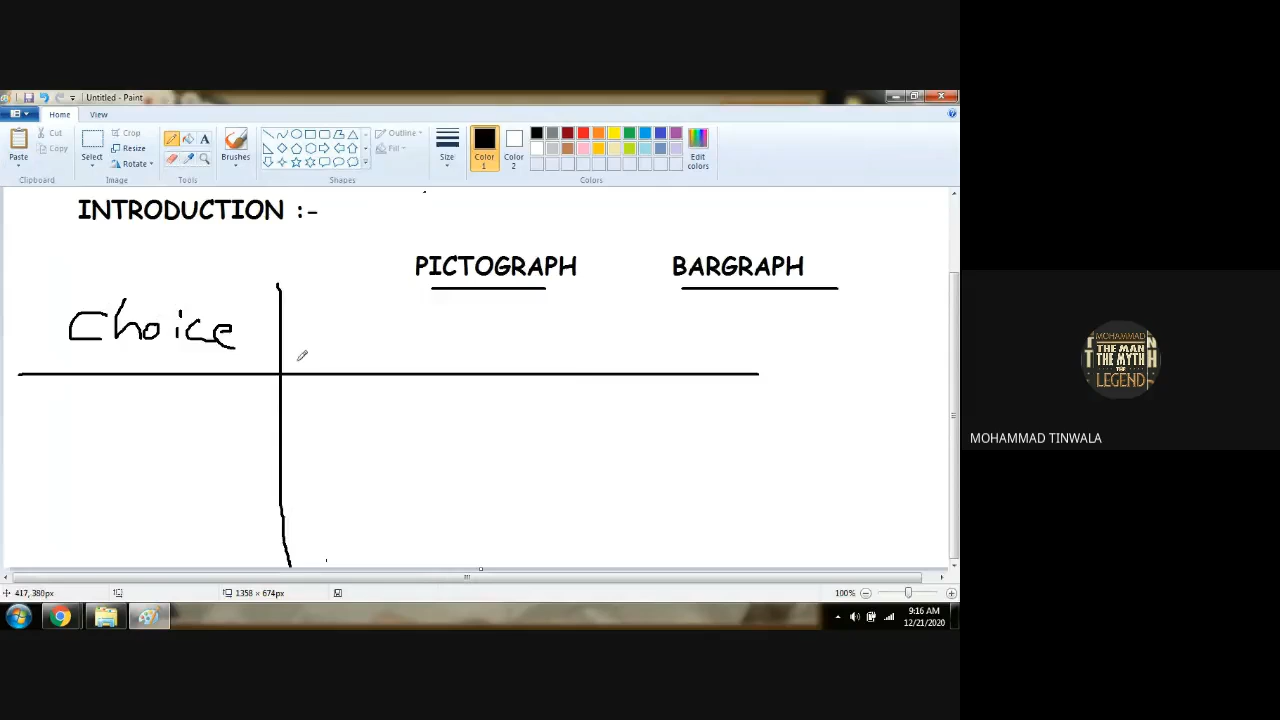 Untitled - Paint
Home
View
Paste
Cut
Copy
Clipboard
Select
Crop
Resize
Rotate
Image
A
Tools
Brushes
Outline
Fill
Shapes
Size
Color 1
Color 2
Edit colors
Colors
INTRODUCTION :-
PICTOGRAPH BARGRAPH
Choice
417, 380px
1358 × 674px
100%
9:16 AM
12/21/2020
MOHAMMAD
THE MAN
THE MYTH
THE
LEGEND
MOHAMMAD TINWALA